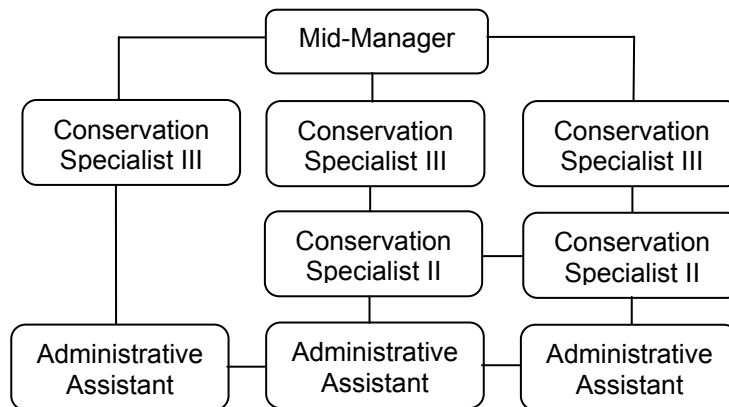 Mid-Manager
Conservation
Specialist III
Conservation
Specialist III
Conservation
Specialist III
Conservation
Specialist II
Conservation
Specialist II
Administrative
Assistant
Administrative
Assistant
Administrative
Assistant